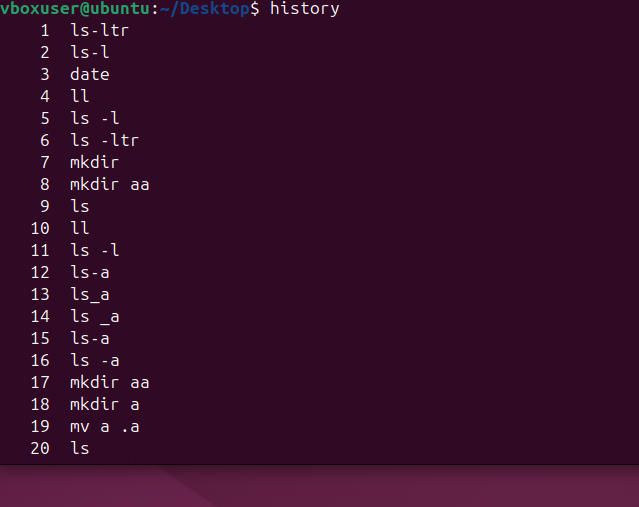 vboxuser@ubuntu:~/Desktop$ history
1 ls-ltr
2 ls-l
3 date
4 ll
5 ls -l
6 ls -ltr
7 mkdir
8 mkdir aa
9 ls
10 ll
11 ls -l
12 ls-a
13 ls_a
14 ls _a
15 ls-a
16 ls -a
17 mkdir aa
18 mkdir a
19 mv a .a
20 ls